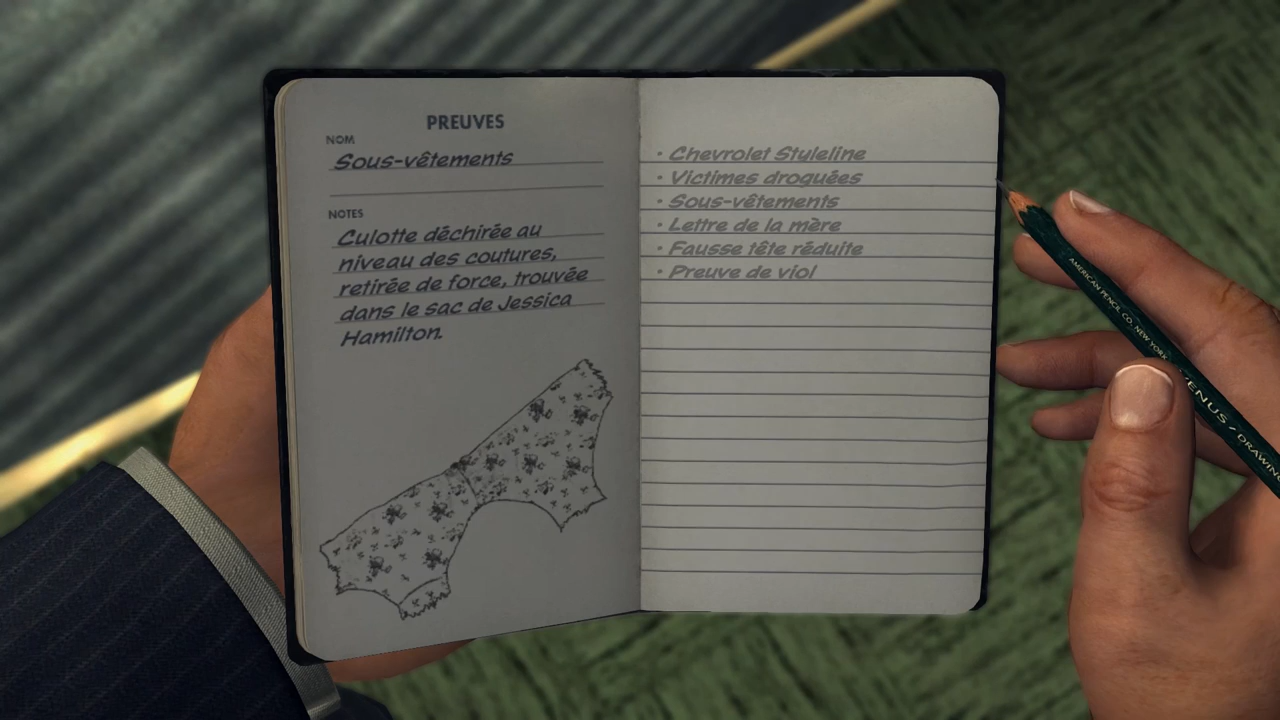 PREUVES
NOM
Sous-vêtements
NOTES
Culotte déchirée au
niveau des coutures,
retirée de force, trouvée
dans le sac de Jessica
Hamilton.
• Chevrolet Styleline
• Victimes droguées
• Sous-vêtements
• Lettre de la mère
• Fausse tête réduite
• Preuve de viol
AMERICAN PENCIL CO. NEW YORK
VENUS / DRAWING